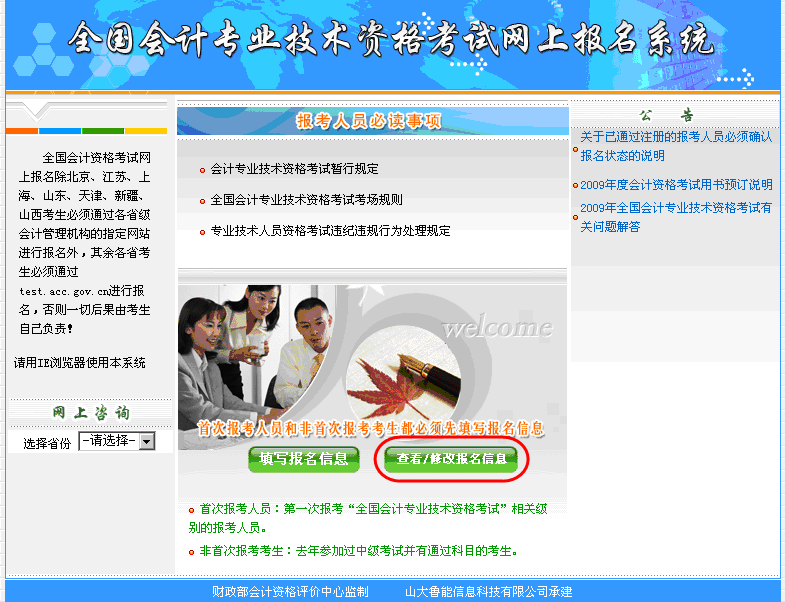 全国会计专业技术资格考试网上报名系统
全国会计资格考试网
上报名除北京、江苏、上
海、山东、天津、新疆、
山西考生必须通过各省级
会计管理机构的指定网站
进行报名外，其余各省考
生必须通过
test.acc.gov.cn进行报
名，否则一切后果由考生
自己负责!
请用IE浏览器使用本系统
网上咨询
选择省份 -请选择-
报考人员必读事项
会计专业技术资格考试暂行规定
全国会计专业技术资格考试考场规则
专业技术人员资格考试违纪违规行为处理规定
welcome
首次报考人员和非首次报考考生都必须先填写报名信息
填写报名信息
查看/修改报名信息
首次报考人员：第一次报考“全国会计专业技术资格考试”相关级
别的报考人员。
非首次报考考生：去年参加过中级考试并有通过科目的考生。
公 告
关于已通过注册的报考人员必须确认
报名状态的说明
2009年度会计资格考试用书预订说明
2009年全国会计专业技术资格考试有
关问题解答
财政部会计资格评价中心监制 山大鲁能信息科技有限公司承建